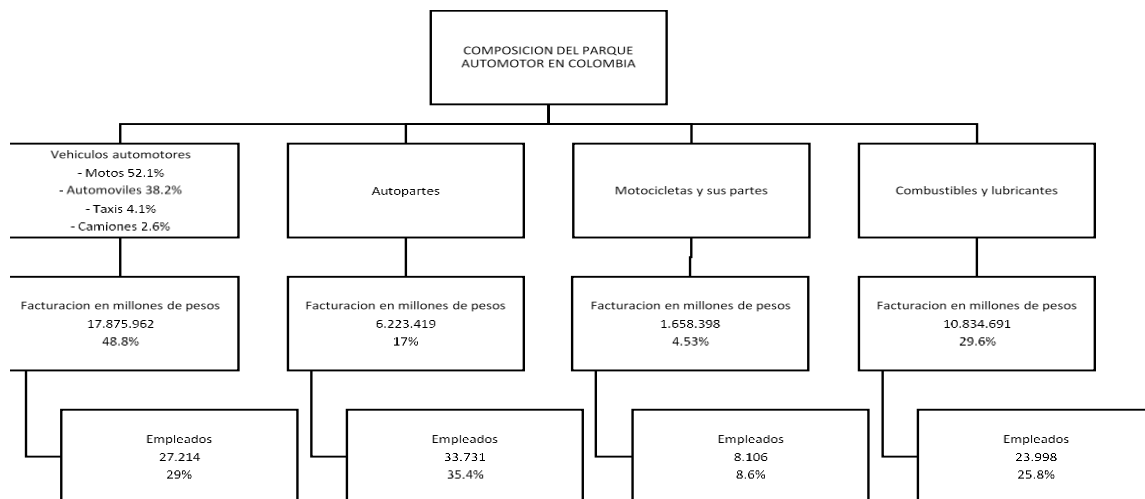 COMPOSICION DEL PARQUE
AUTOMOTOR EN COLOMBIA
Vehiculos automotores
- Motos 52.1%
- Automoviles 38.2%
- Taxis 4.1%
- Camiones 2.6%
Autopartes
Motocicletas y sus partes
Combustibles y lubricantes
Facturacion en millones de pesos
17.875.962
48.8%
Facturacion en millones de pesos
6.223.419
17%
Facturacion en millones de pesos
1.658.398
4.53%
Facturacion en millones de pesos
10.834.691
29.6%
Empleados
27.214
29%
Empleados
33.731
35.4%
Empleados
8.106
8.6%
Empleados
23.998
25.8%